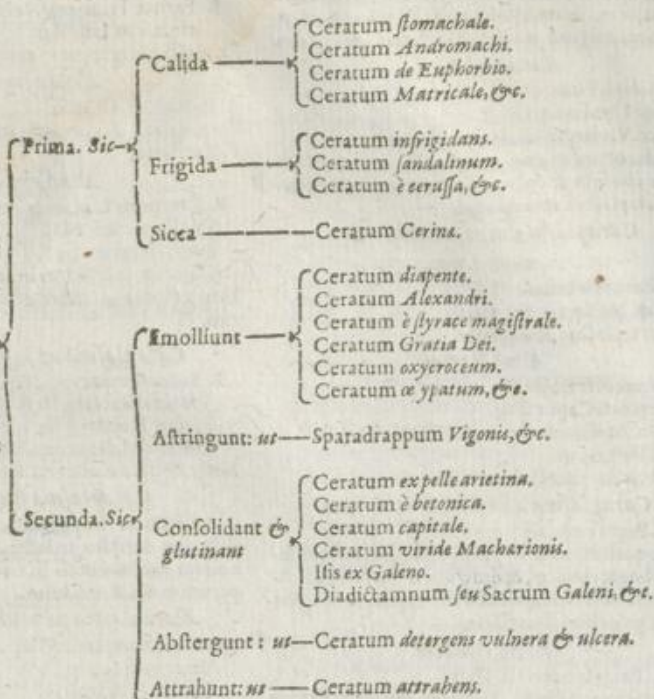 Prima. Sic
Calida
Ceratum ſtomachale.
Ceratum Andromachi.
Ceratum de Euphorbio.
Ceratum Matricale, &c.
Frigida
Ceratum infrigidans.
Ceratum ſandalinum.
Ceratum è ceruſſa, &c.
Sicca
Ceratum Cerina.
Secunda. Sic
Emolliunt
Ceratum diapente.
Ceratum Alexandri.
Ceratum è ſtyrace magiſtrale.
Ceratum Gratia Dei.
Ceratum oxycroceum.
Ceratum œ ypatum, &c.
Aſtringunt: ut
Sparadrappum Vigonis, &c.
Conſolidant &
glutinant
Ceratum ex pelle arietina.
Ceratum è betonica.
Ceratum capitale.
Ceratum viride Macharionis.
Iſis ex Galeno.
Diadictamnum ſeu Sacrum Galeni, &c.
Abſtergunt: ut
Ceratum detergens vulnera & ulcera.
Attrahunt: ut
Ceratum attrahens.